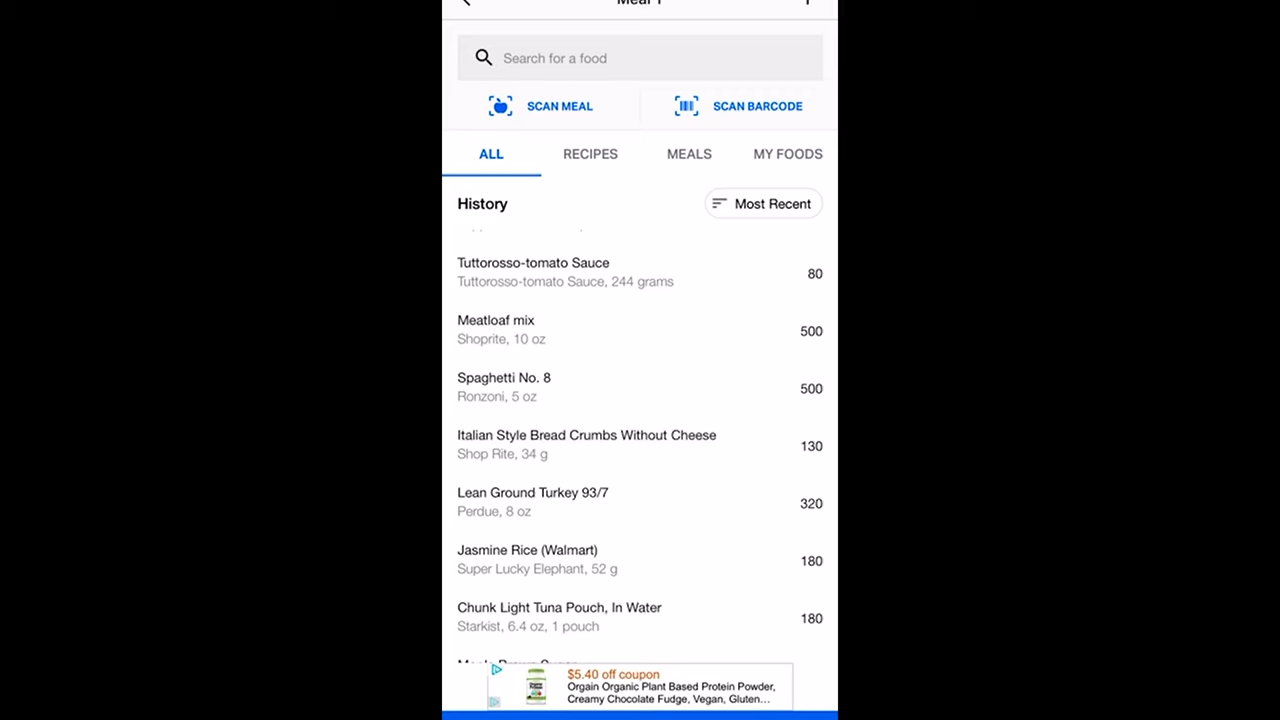 Meal 1
Search for a food
SCAN MEAL
SCAN BARCODE
ALL
RECIPES
MEALS
MY FOODS
History
Most Recent
Tuttorosso-tomato Sauce
Tuttorosso-tomato Sauce, 244 grams
80
Meatloaf mix
Shoprite, 10 oz
500
Spaghetti No. 8
Ronzoni, 5 oz
500
Italian Style Bread Crumbs Without Cheese
Shop Rite, 34 g
130
Lean Ground Turkey 93/7
Perdue, 8 oz
320
Jasmine Rice (Walmart)
Super Lucky Elephant, 52 g
180
Chunk Light Tuna Pouch, In Water
Starkist, 6.4 oz, 1 pouch
180
$5.40 off coupon
Orgain Organic Plant Based Protein Powder,
Creamy Chocolate Fudge, Vegan, Gluten...